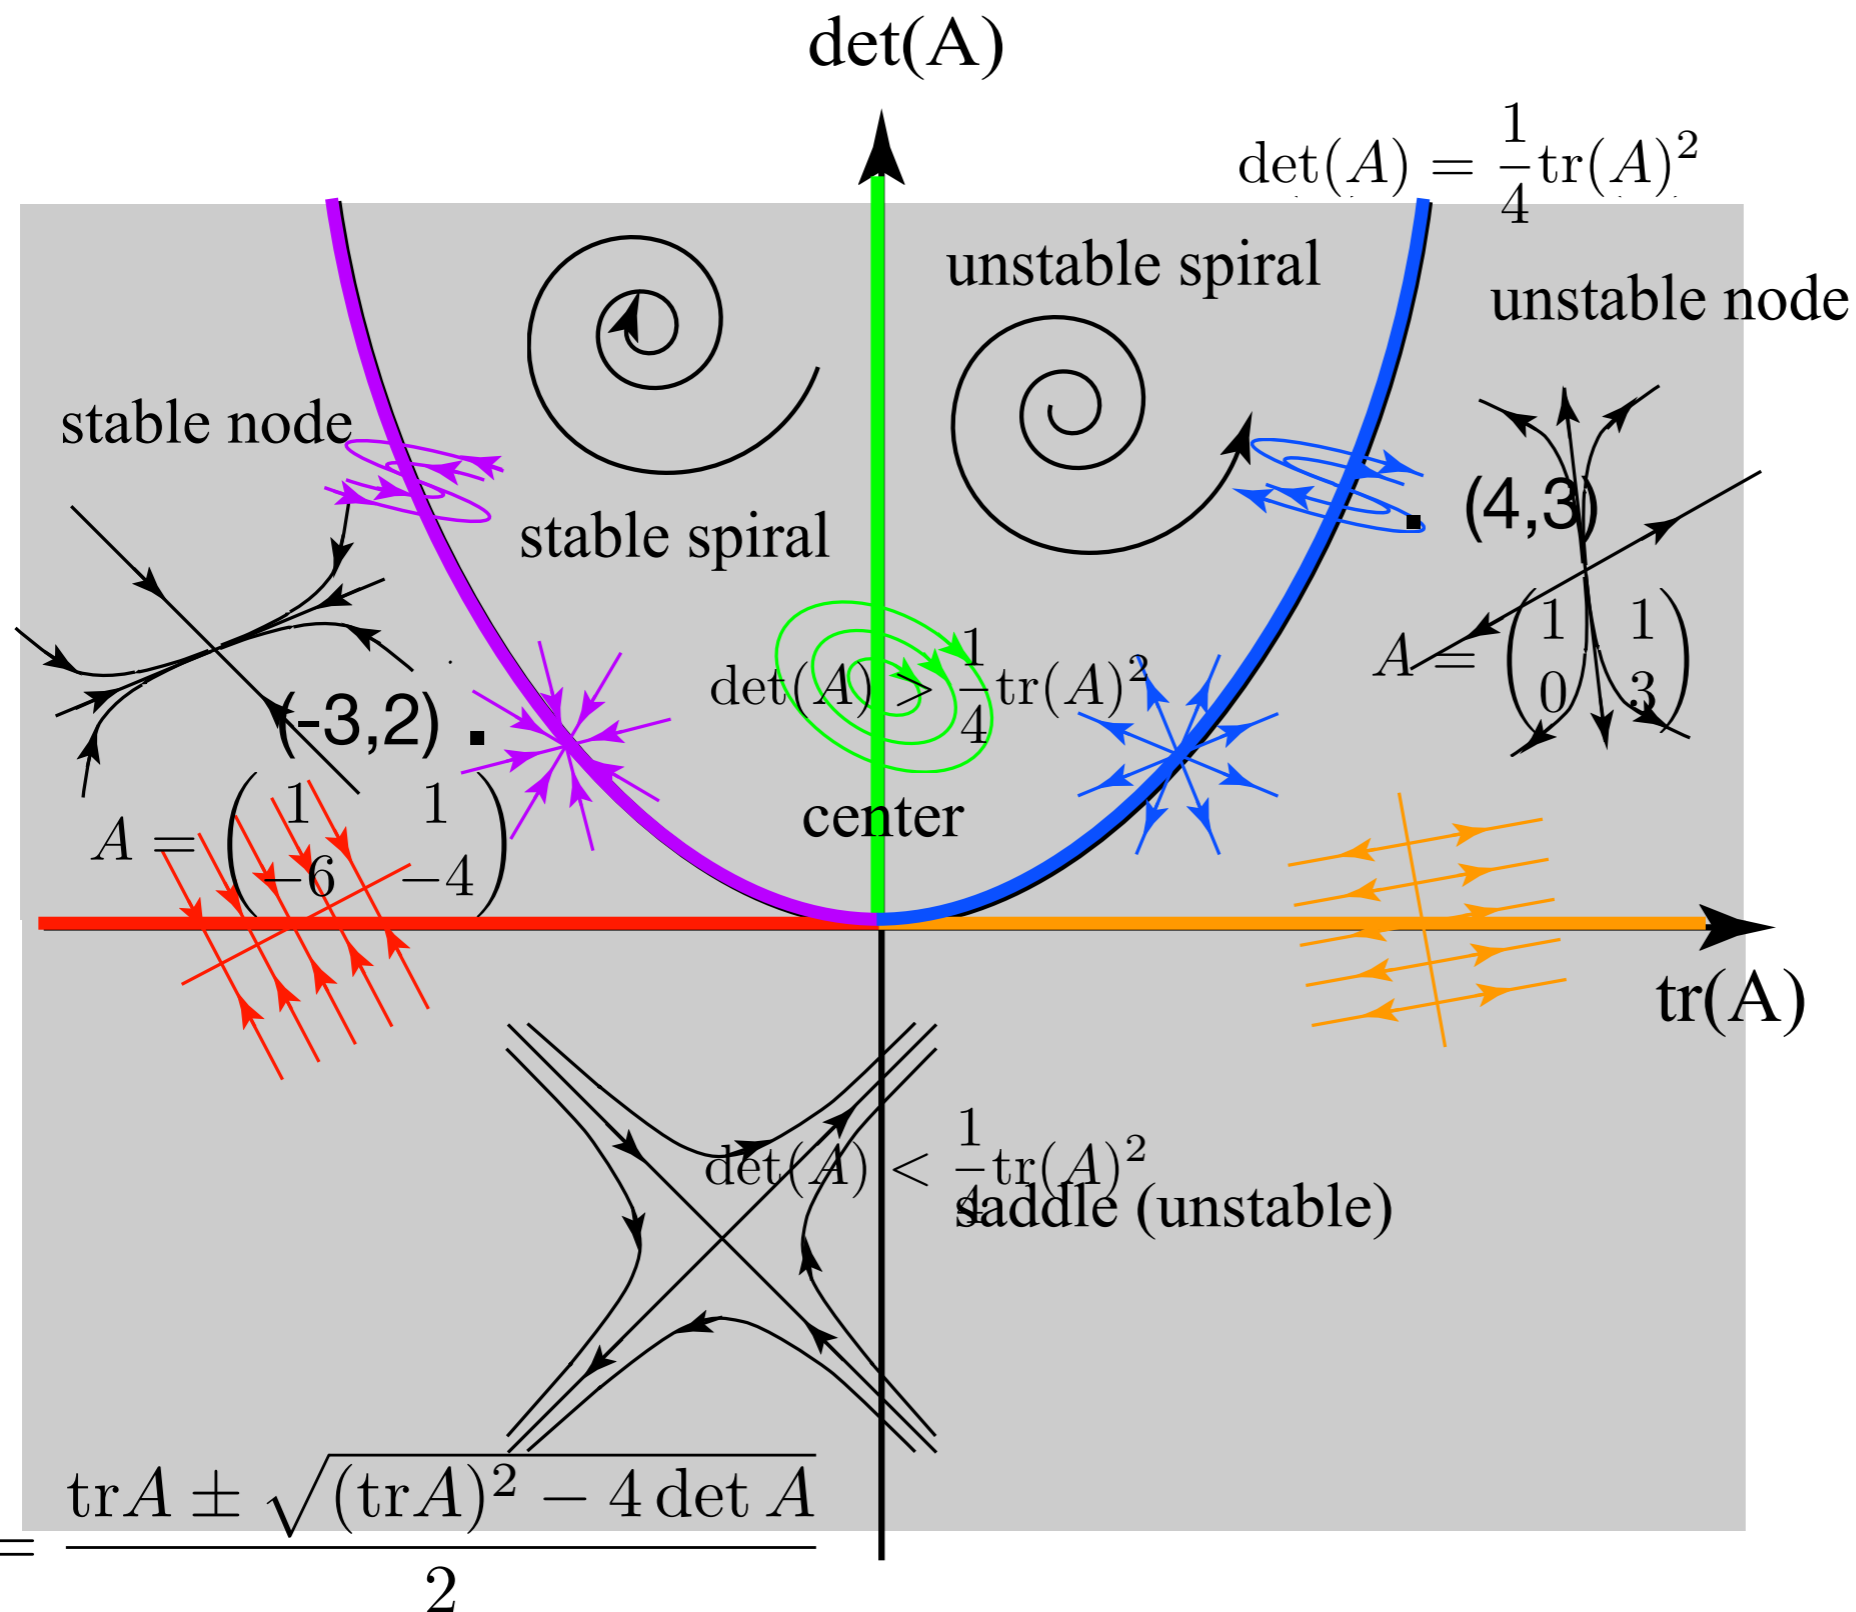 det(A)
det(A) = 1/4 tr(A)²
unstable spiral
unstable node
stable node
(4,3)
stable spiral
det(A) > 1/4 tr(A)²
A = (1 1
0 3)
(-3,2)
center
A = (1 1
−6 −4)
tr(A)
det(A) < 1/4 tr(A)²
saddle (unstable)
= trA ± √(trA)² − 4 det A
2